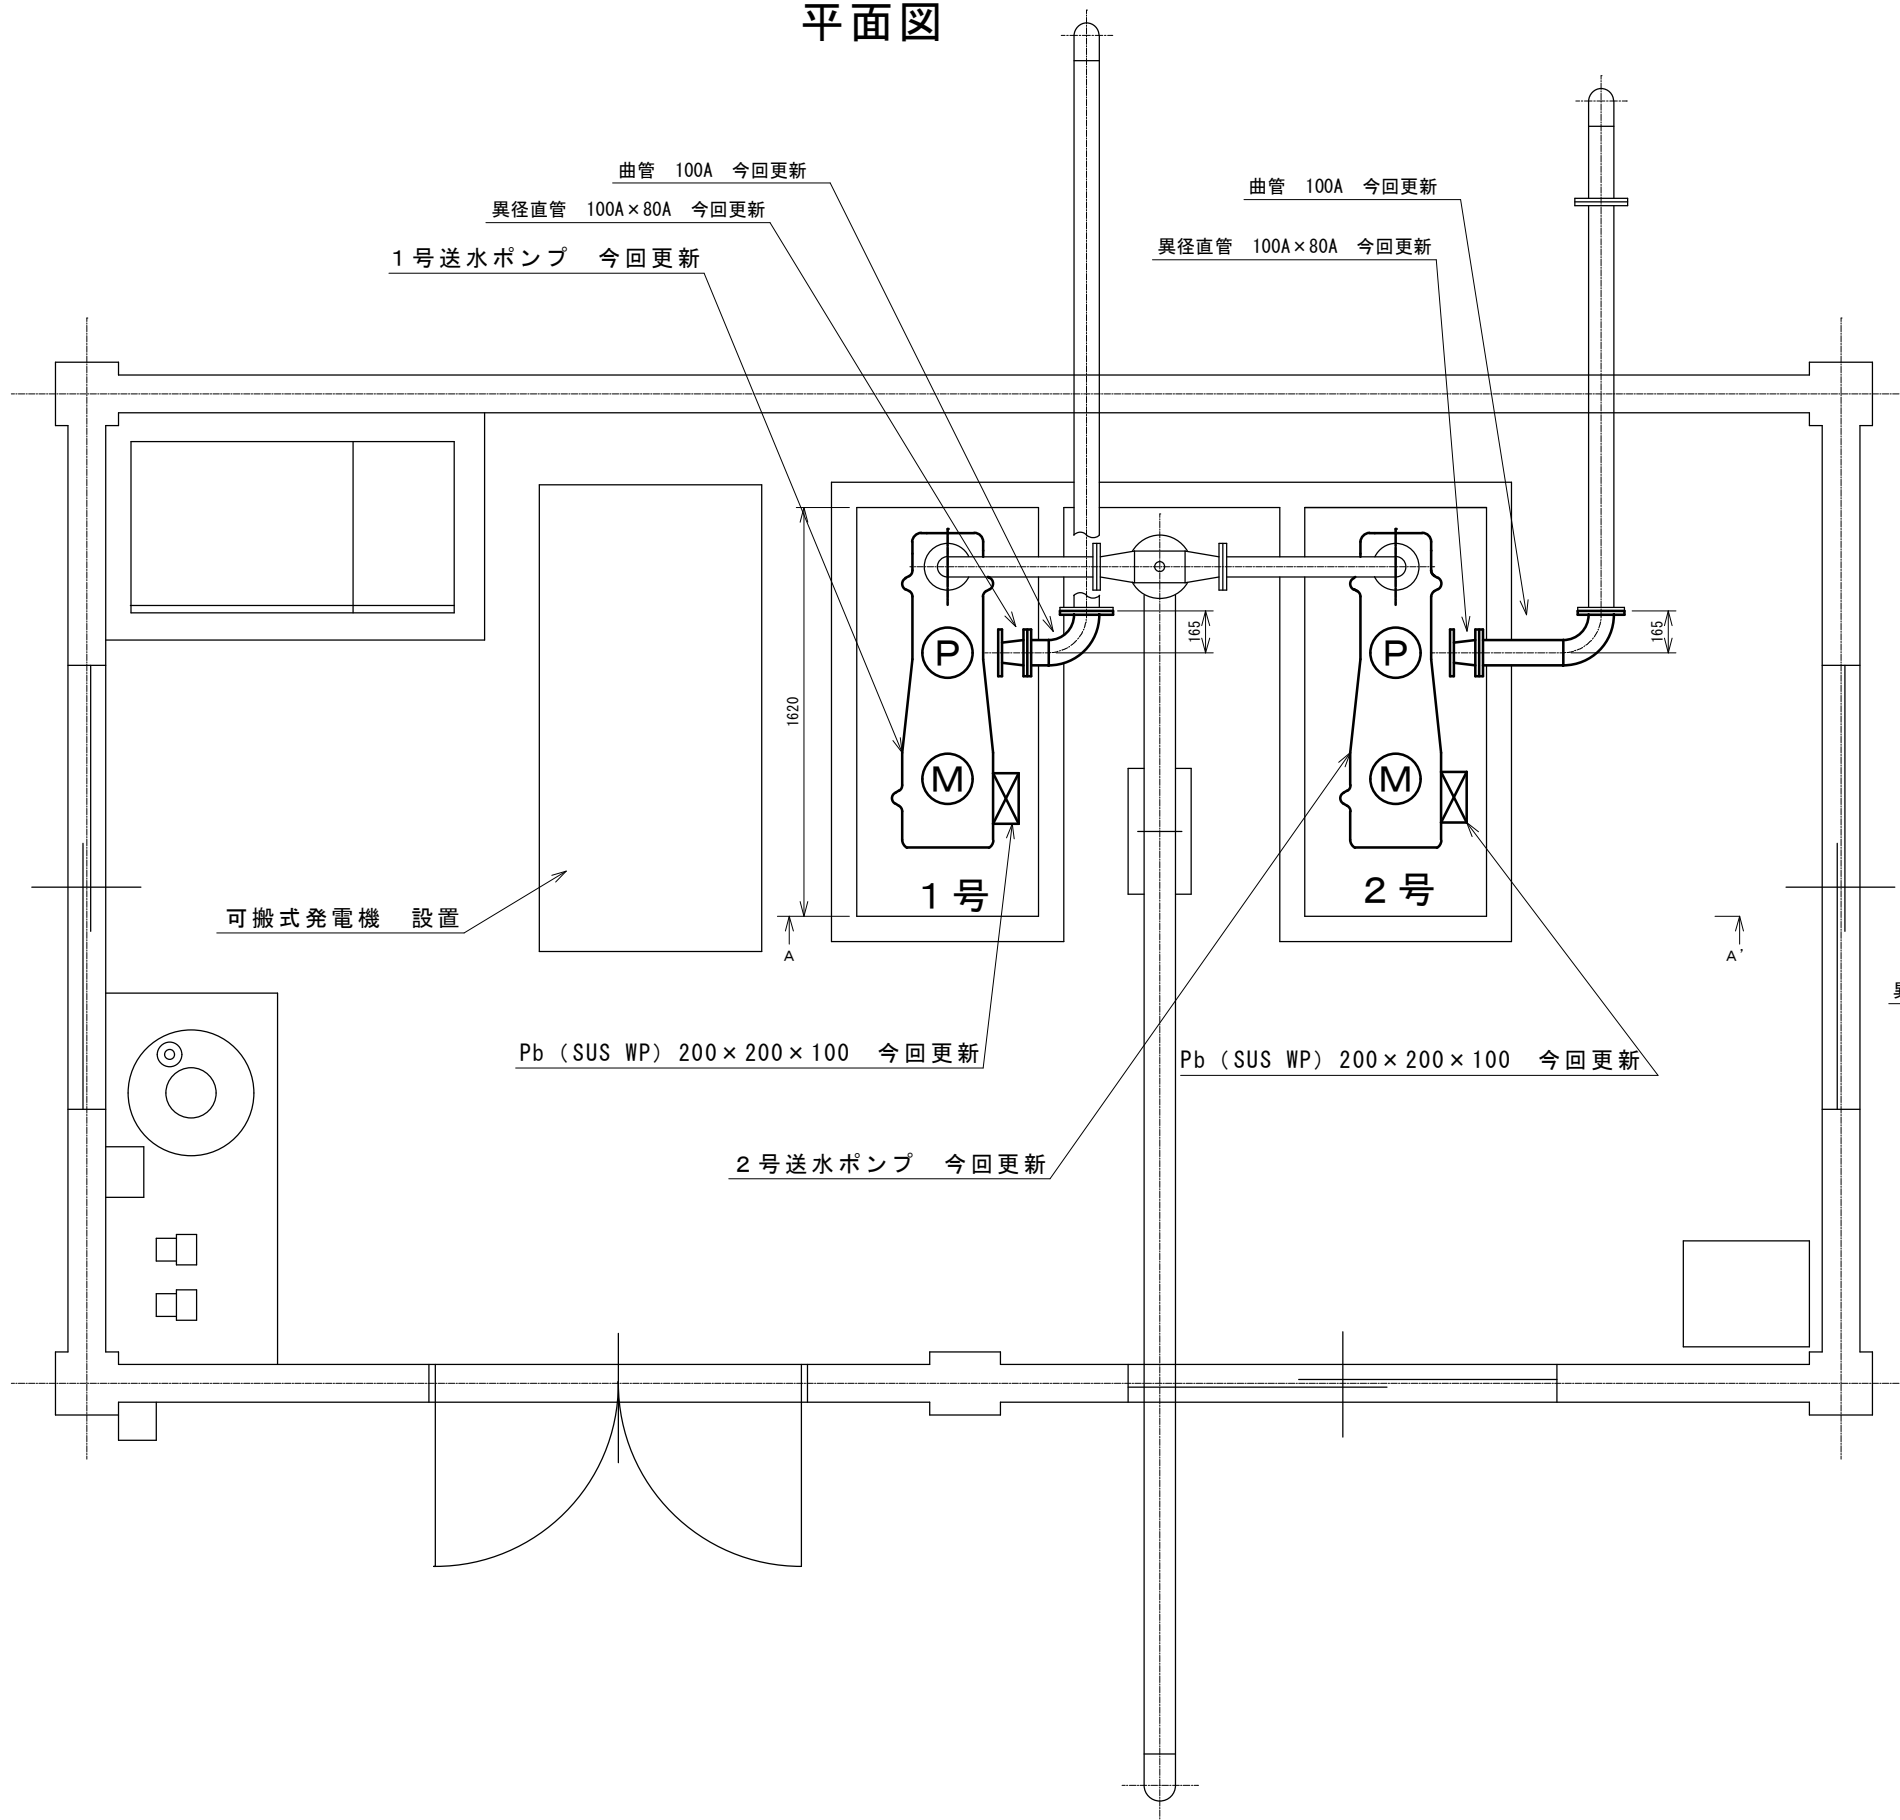 平面図
曲管　100A　今回更新
異径直管　100A×80A　今回更新
1号送水ポンプ　今回更新
曲管　100A　今回更新
異径直管　100A×80A　今回更新
165
165
P
P
1620
M
M
1号
2号
可搬式発電機　設置
A
A'
Pb（SUS WP）200×200×100　今回更新
Pb（SUS WP）200×200×100　今回更新
2号送水ポンプ　今回更新